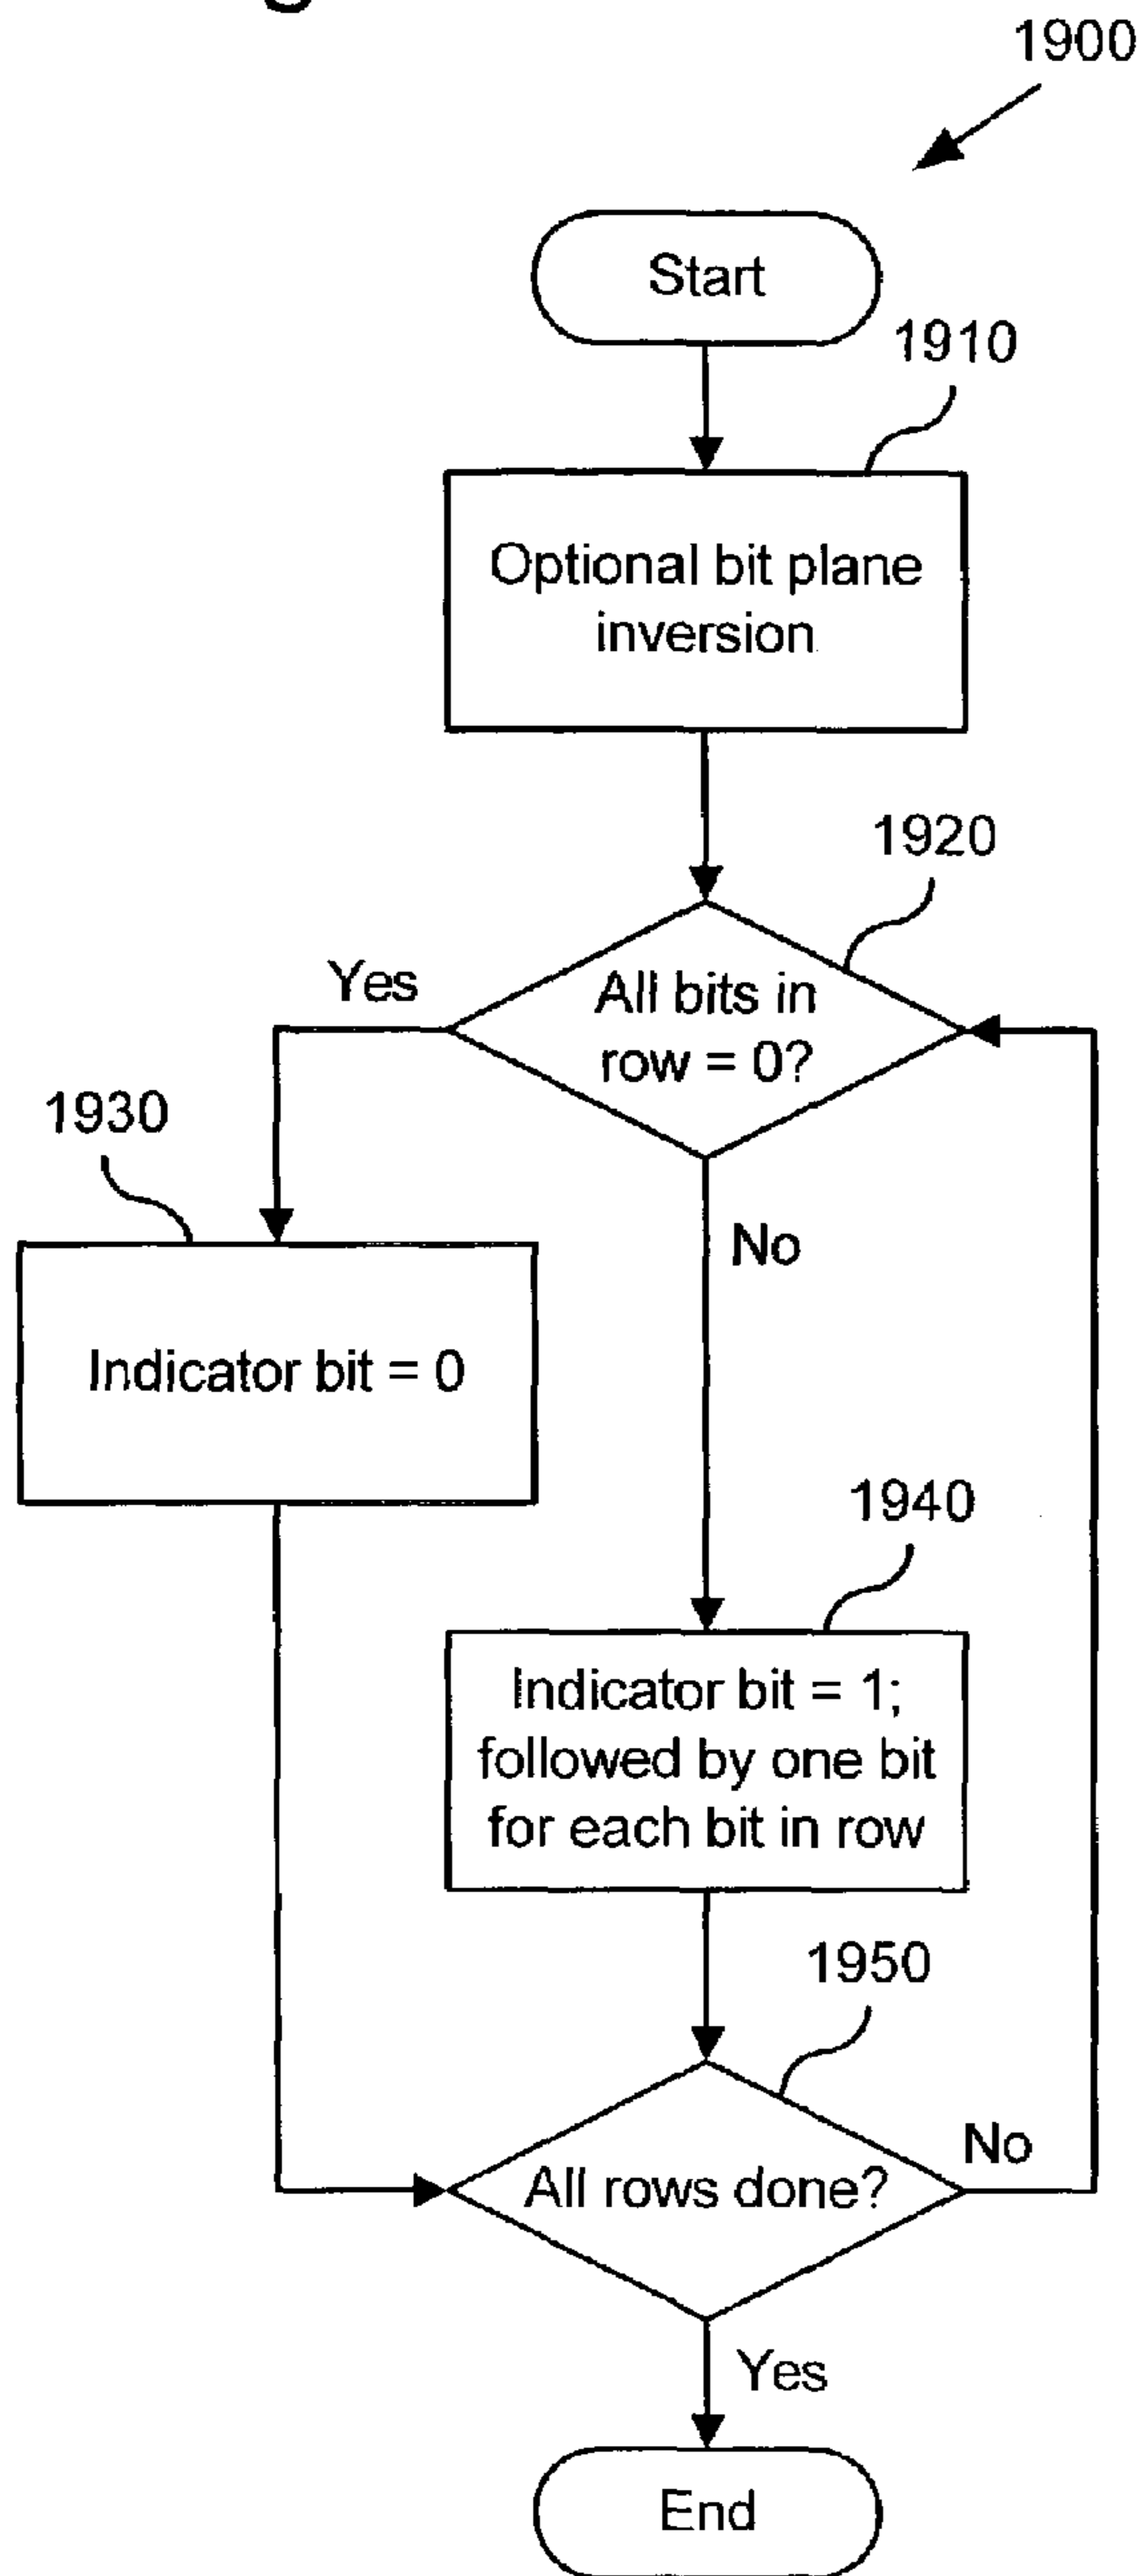 1900
Start
1910
Optional bit plane
inversion
1920
Yes
All bits in
row = 0?
1930
No
Indicator bit = 0
1940
Indicator bit = 1;
followed by one bit
for each bit in row
1950
No
All rows done?
Yes
End